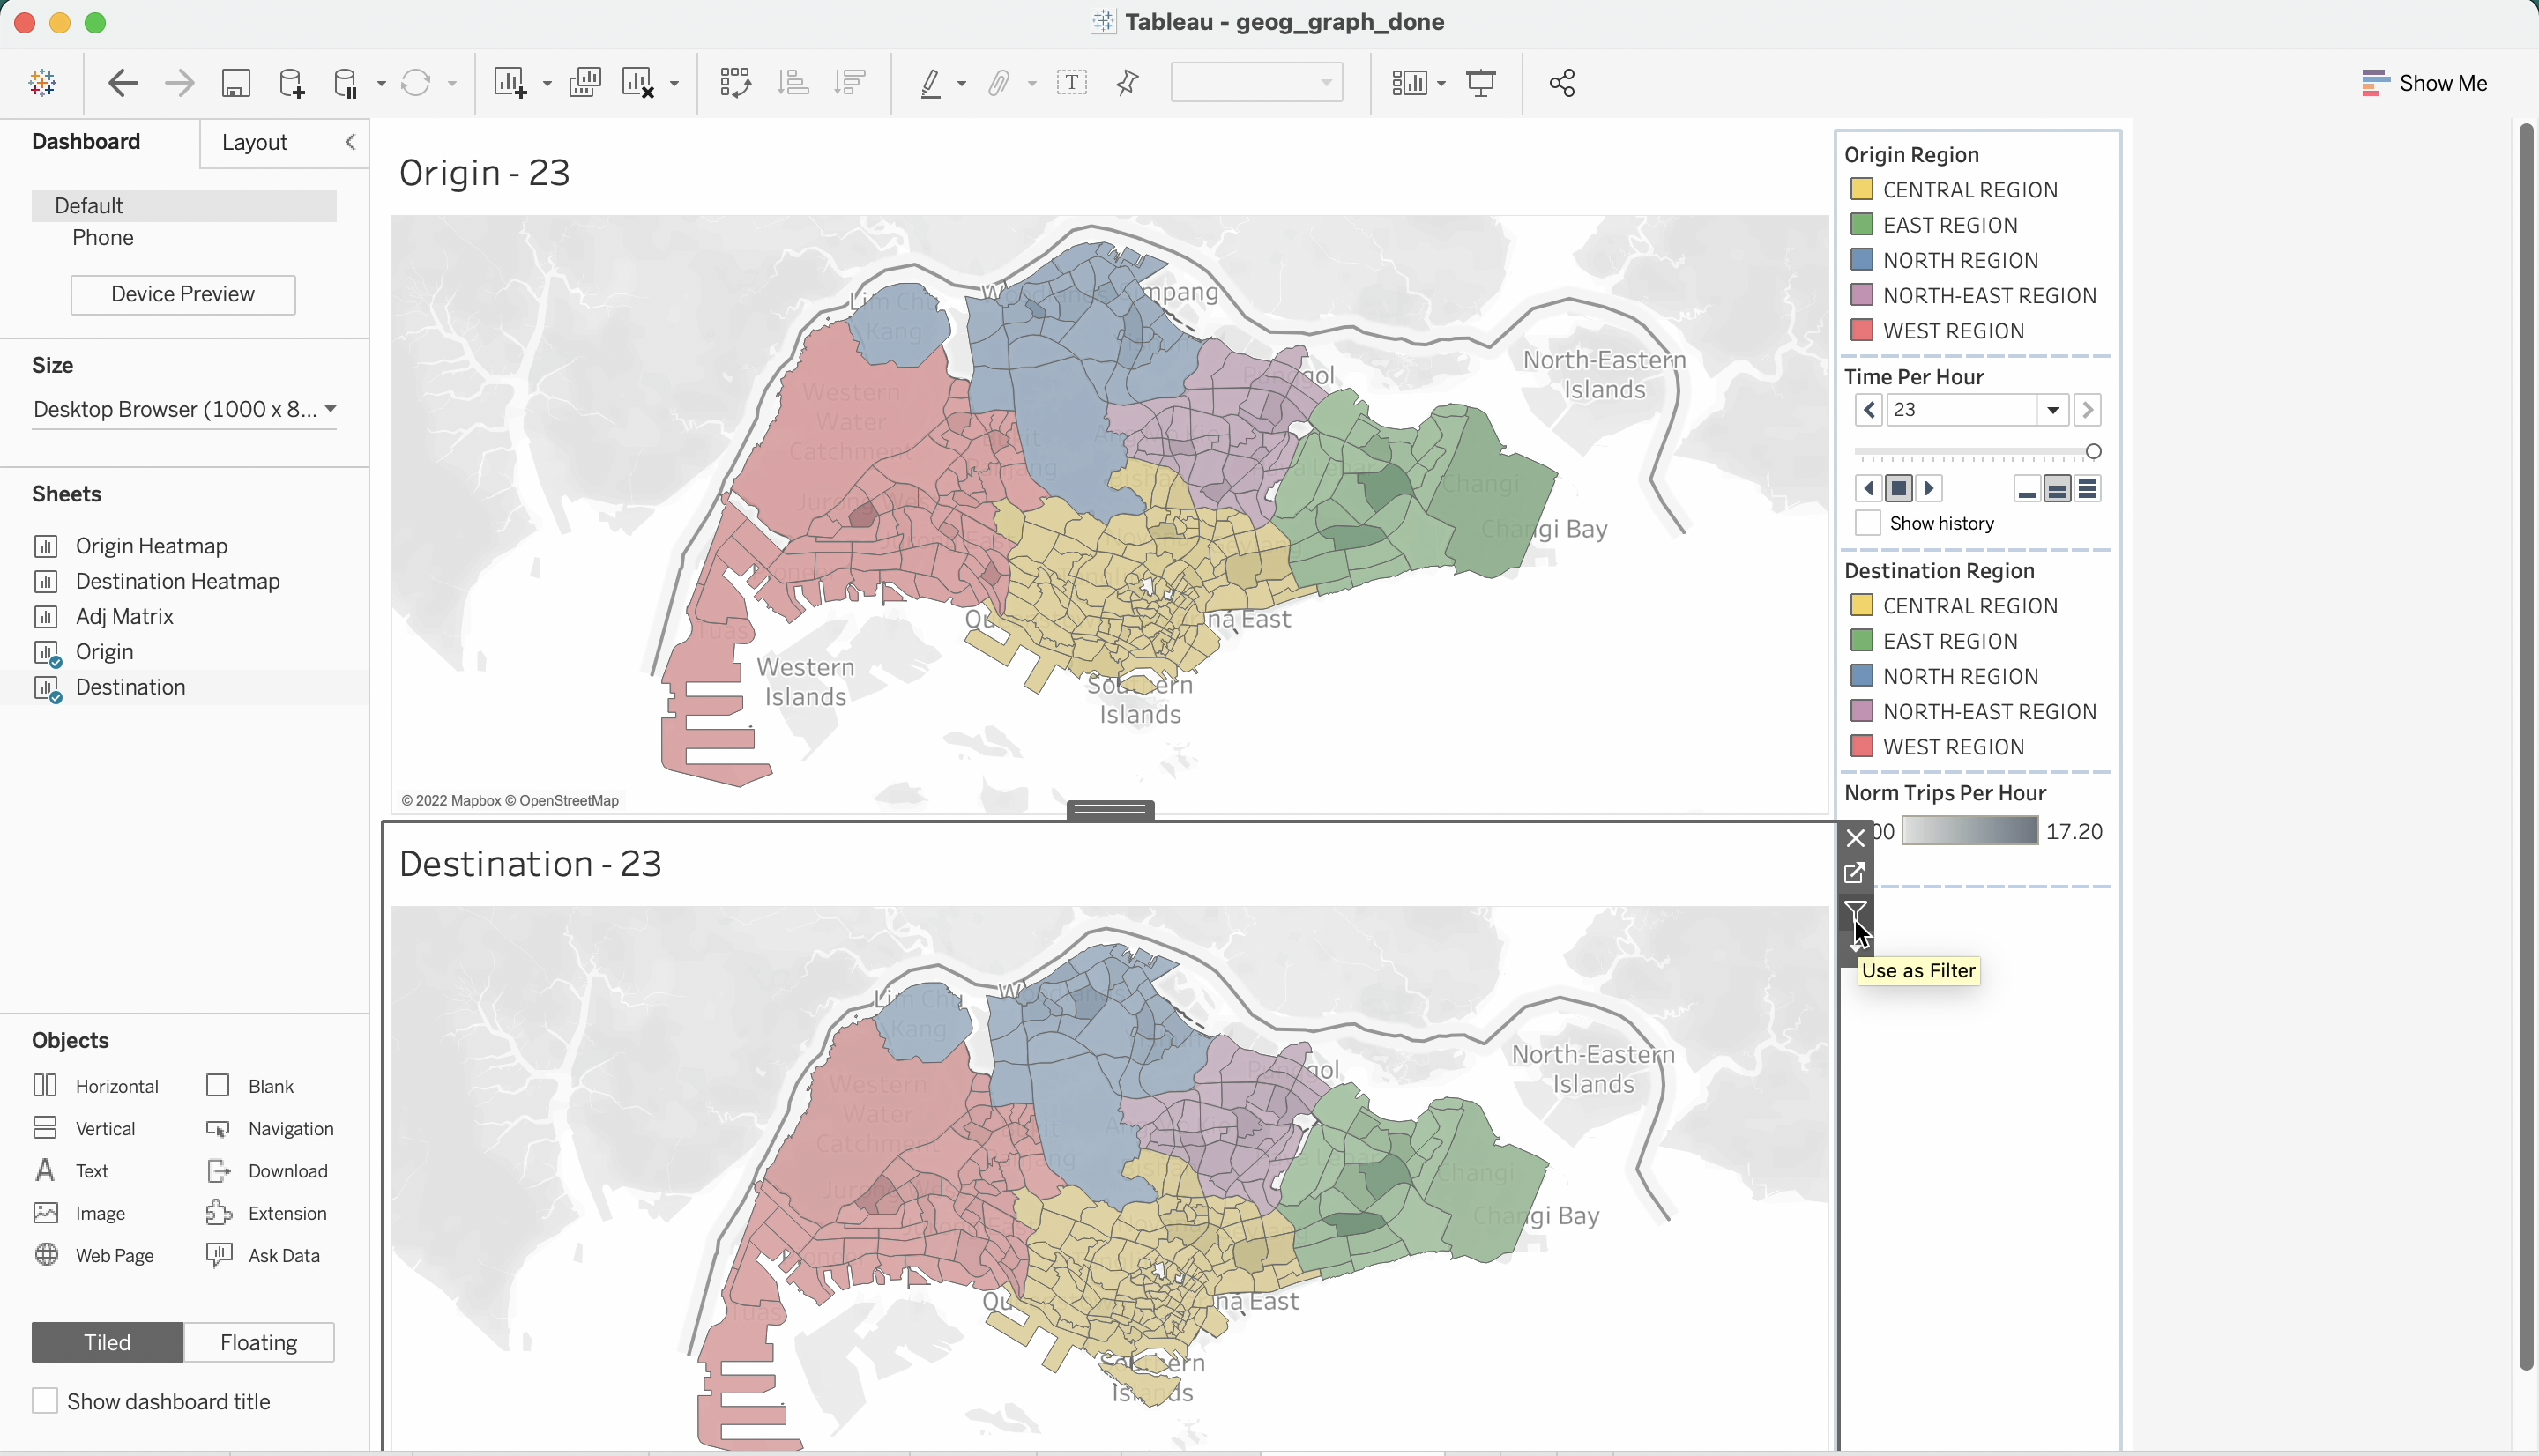 Tableau - geog_graph_done
Show Me
Dashboard
Layout
Default
Phone
Device Preview
Size
Desktop Browser (1000 x 8...
Sheets
Origin Heatmap
Destination Heatmap
Adj Matrix
Origin
Destination
Objects
Horizontal
Blank
Vertical
Navigation
Text
Download
Image
Extension
Web Page
Ask Data
Tiled
Floating
Show dashboard title
Origin - 23
Lim Chu
Kang
mpang
North-Eastern
Islands
Western
Water
Catchment
Changi
Changi Bay
Tuas
Western
Islands
na East
Southern
Islands
© 2022 Mapbox © OpenStreetMap
Destination - 23
Lim Chu
Kang
North-Eastern
Islands
Western
Water
Catchment
Changi
Changi Bay
Tuas
na East
Southern
Islands
Origin Region
CENTRAL REGION
EAST REGION
NORTH REGION
NORTH-EAST REGION
WEST REGION
Time Per Hour
23
Show history
Destination Region
CENTRAL REGION
EAST REGION
NORTH REGION
NORTH-EAST REGION
WEST REGION
Norm Trips Per Hour
00
17.20
Use as Filter